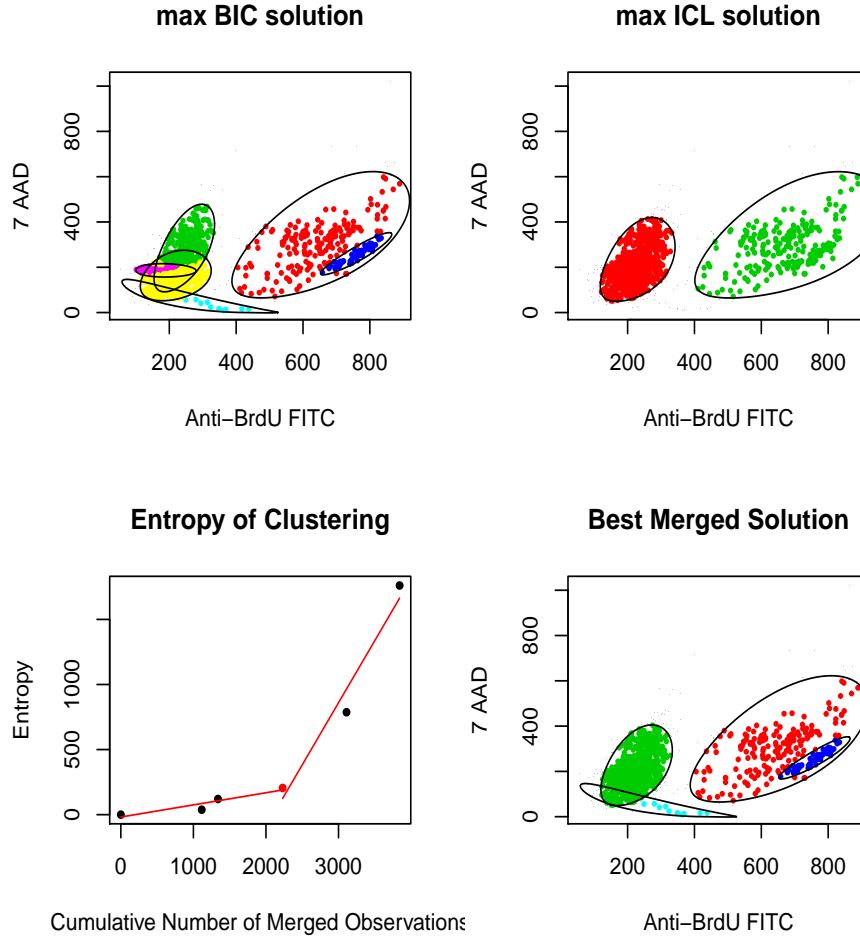 max BIC solution
7 AAD
0
400
800
200
400
600
800
Anti−BrdU FITC
max ICL solution
7 AAD
0
400
800
200
400
600
800
Anti−BrdU FITC
Entropy of Clustering
Entropy
0
500
1000
0
1000
2000
3000
Cumulative Number of Merged Observations
Best Merged Solution
7 AAD
0
400
800
200
400
600
800
Anti−BrdU FITC